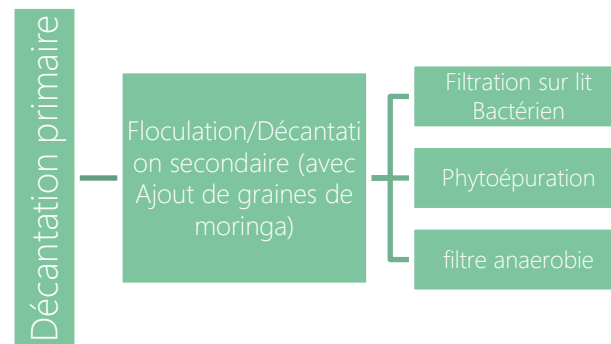 Décantation primaire
Floculation/Décantati
on secondaire (avec
Ajout de graines de
moringa)
Filtration sur lit
Bactérien
Phytoépuration
filtre anaerobie